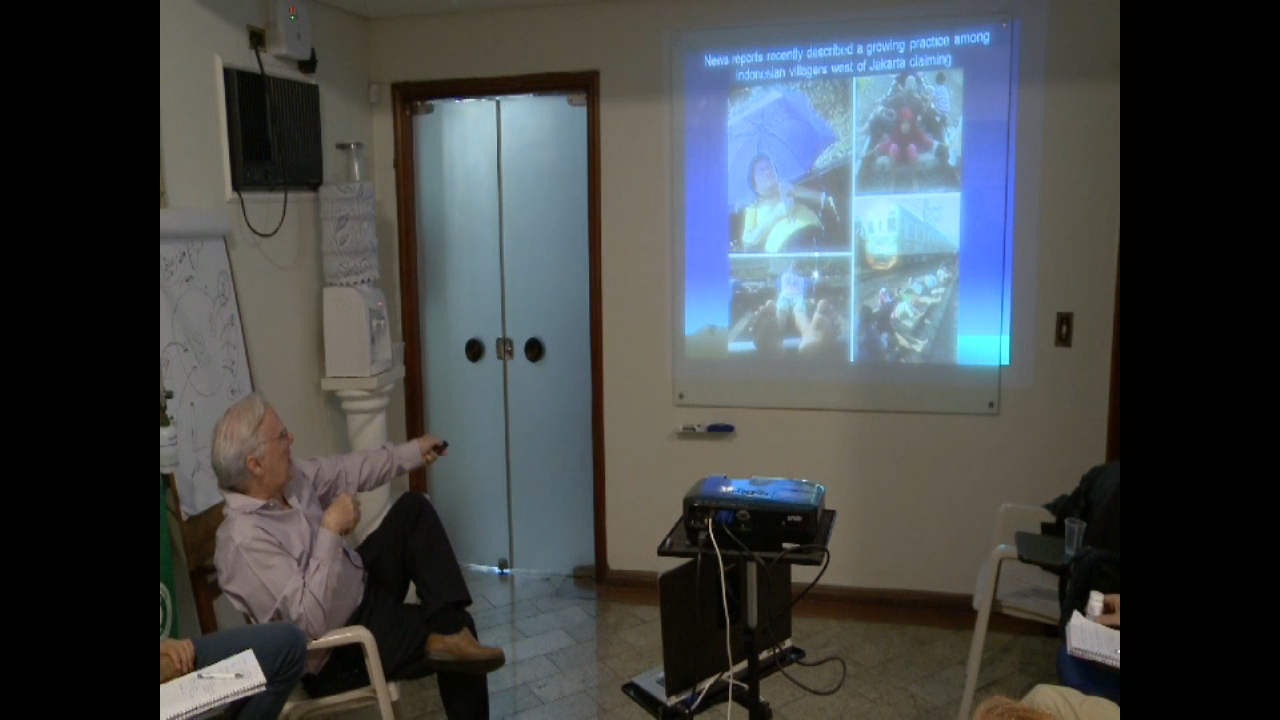 News reports recently described a growing practice among
Indonesian villagers west of Jakarta claiming